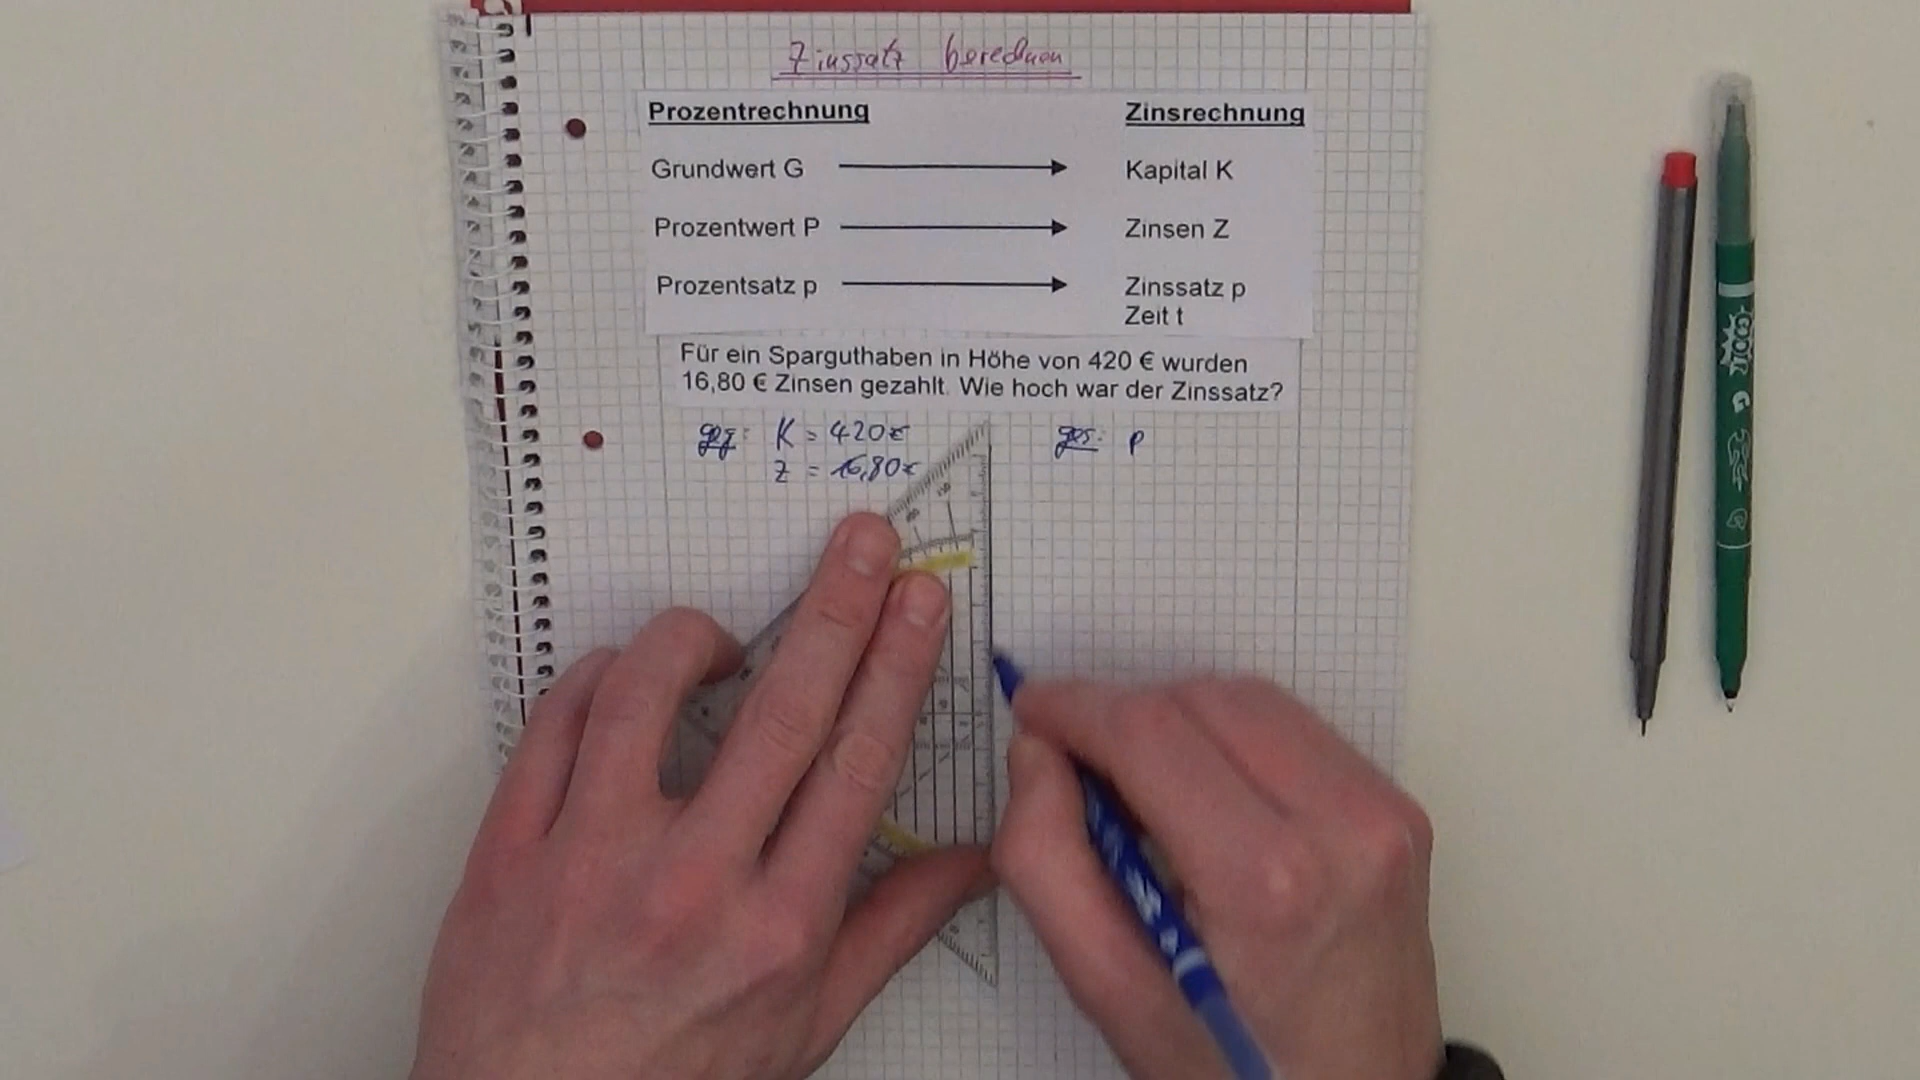 Zinssatz berechnen
Prozentrechnung Zinsrechnung
Grundwert G Kapital K
Prozentwert P Zinsen Z
Prozentsatz p Zinssatz p
Zeit t
Für ein Sparguthaben in Höhe von 420 € wurden
16,80 € Zinsen gezahlt. Wie hoch war der Zinssatz?
geg: K = 420€ ges: p
Z = 16,80€